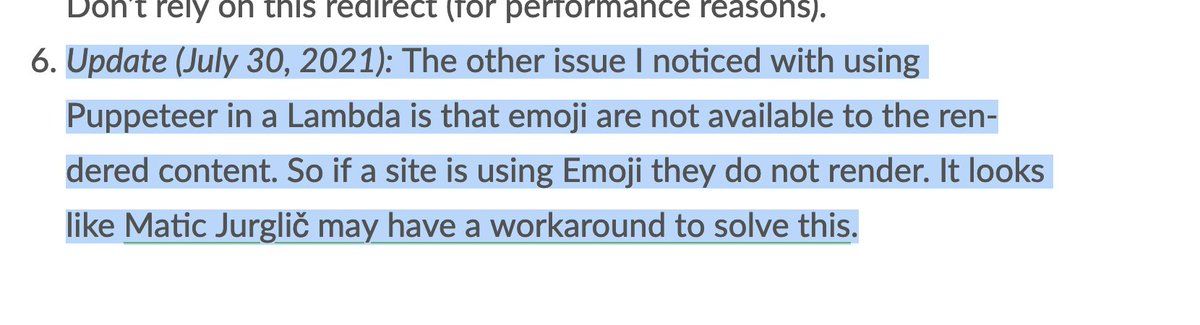 Don't rely on this redirect (for performance reasons).
6. Update (July 30, 2021): The other issue I noticed with using
Puppeteer in a Lambda is that emoji are not available to the ren-
dered content. So if a site is using Emoji they do not render. It looks
like Matic Jurglič may have a workaround to solve this.